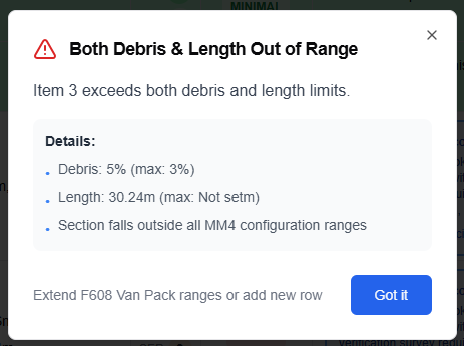 MINIMAL
Both Debris & Length Out of Range
Item 3 exceeds both debris and length limits.
Details:
Debris: 5% (max: 3%)
Length: 30.24m (max: Not setm)
Section falls outside all MM4 configuration ranges
Extend F608 Van Pack ranges or add new row
Got it
verification survey